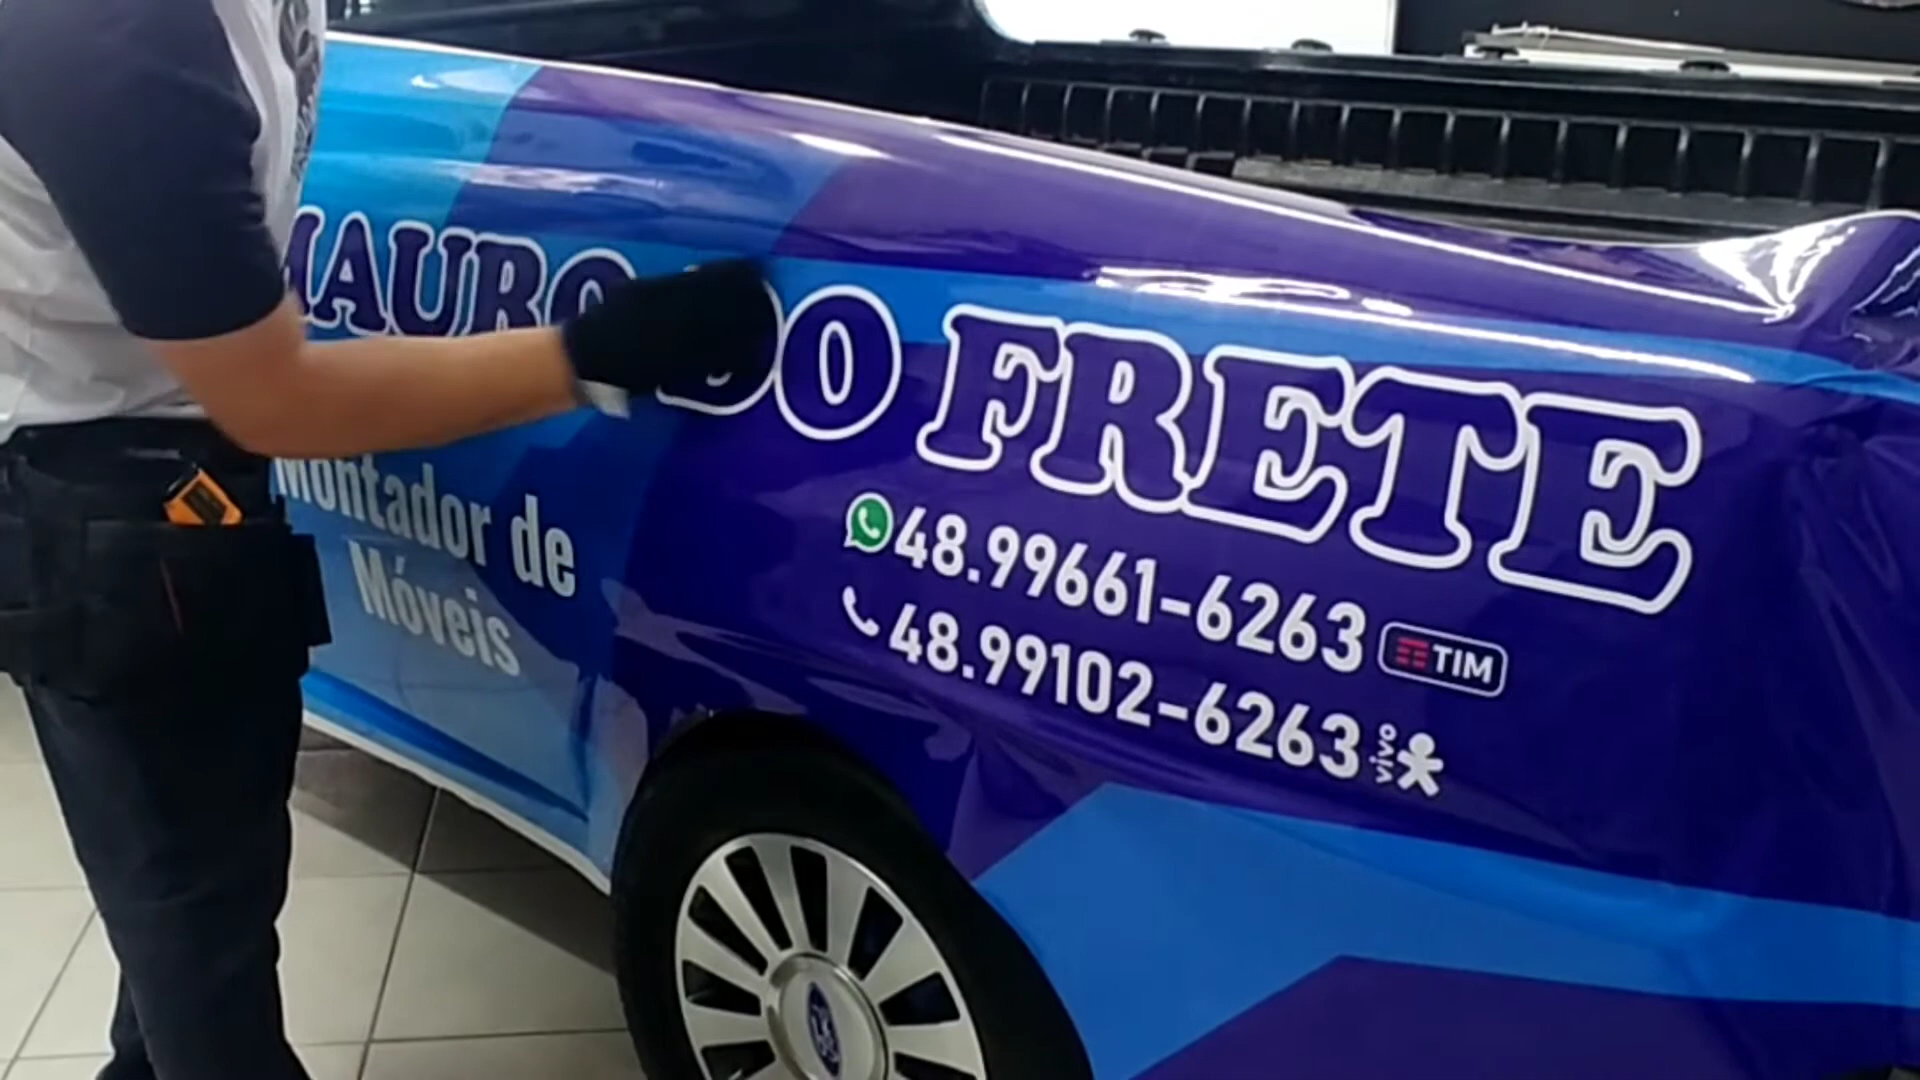 MAURO DO FRETE
Montador de
Móveis
48.99661-6263 TIM
48.99102-6263 vivo